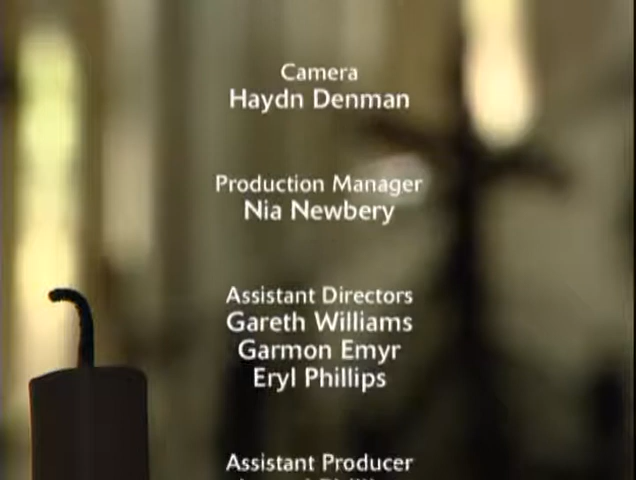 Camera
Haydn Denman
Production Manager
Nia Newbery
Assistant Directors
Gareth Williams
Garmon Emyr
Eryl Phillips
Assistant Producer